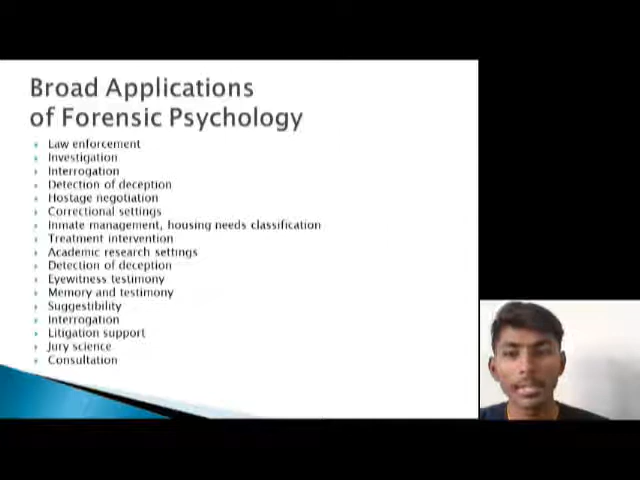 Broad Applications
of Forensic Psychology
Law enforcement
Investigation
Interrogation
Detection of deception
Hostage negotiation
Correctional settings
Inmate management, housing needs classification
Treatment intervention
Academic research settings
Detection of deception
Eyewitness testimony
Memory and testimony
Suggestibility
Interrogation
Litigation support
Jury science
Consultation